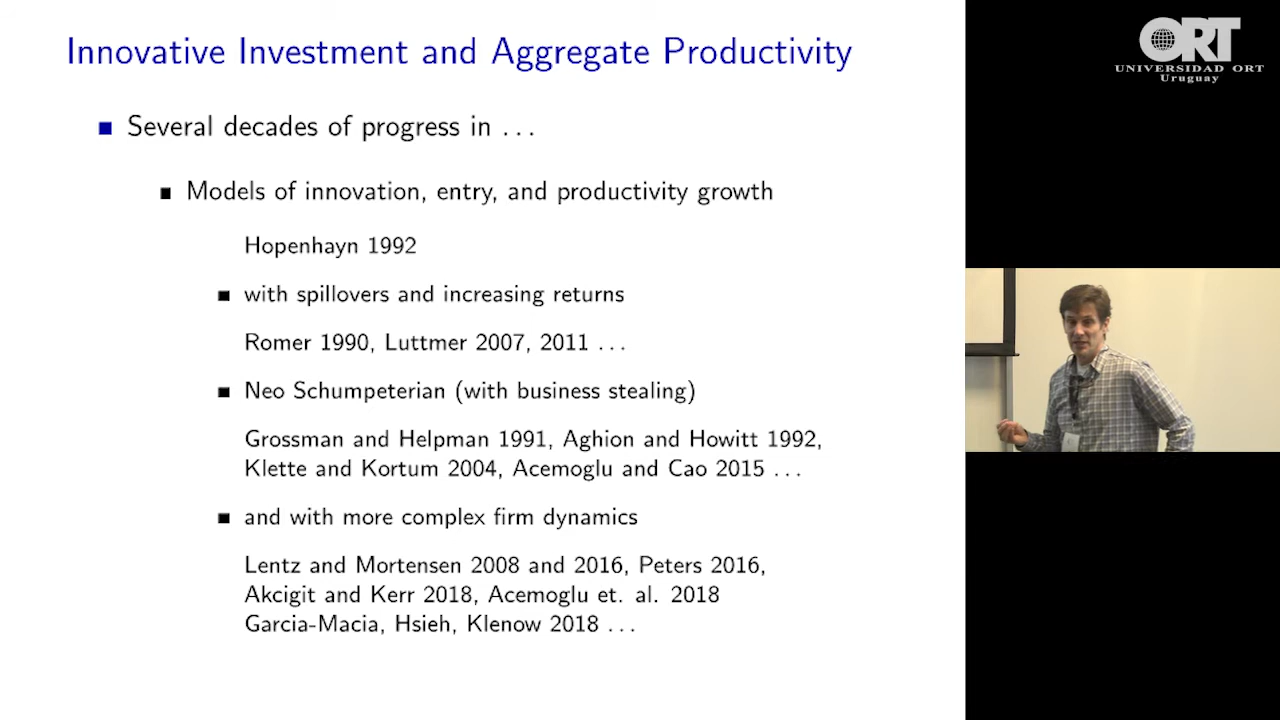 Innovative Investment and Aggregate Productivity
Several decades of progress in ...
Models of innovation, entry, and productivity growth
Hopenhayn 1992
with spillovers and increasing returns
Romer 1990, Luttmer 2007, 2011 ...
Neo Schumpeterian (with business stealing)
Grossman and Helpman 1991, Aghion and Howitt 1992,
Klette and Kortum 2004, Acemoglu and Cao 2015 ...
and with more complex firm dynamics
Lentz and Mortensen 2008 and 2016, Peters 2016,
Akcigit and Kerr 2018, Acemoglu et. al. 2018
Garcia-Macia, Hsieh, Klenow 2018 ...
ORT
UNIVERSIDAD ORT
Uruguay